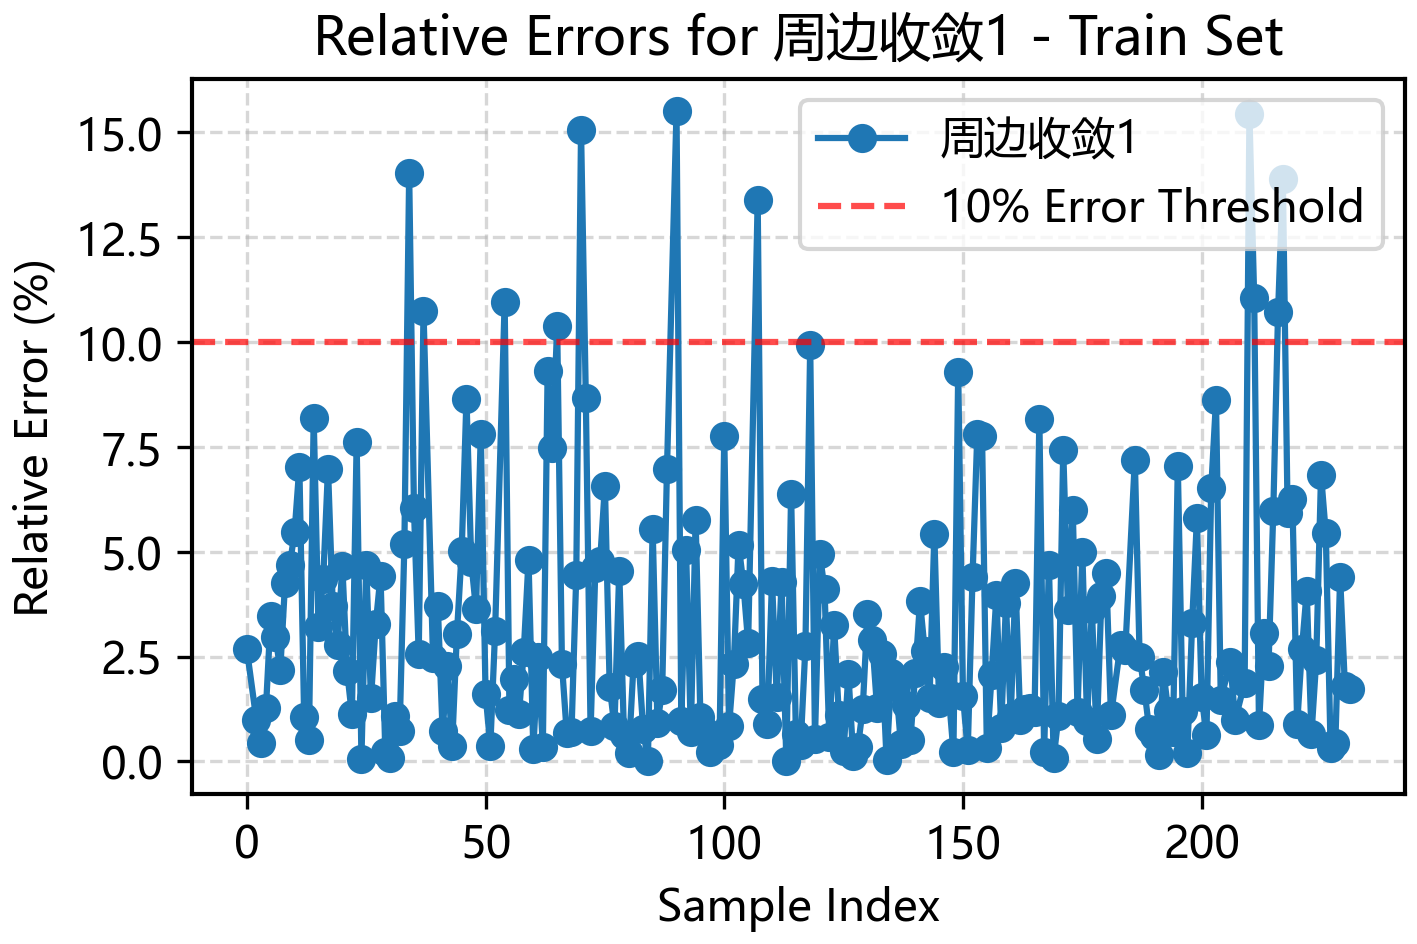 Relative Errors for 周边收敛1 - Train Set
周边收敛1
10% Error Threshold
Relative Error (%)
15.0
12.5
10.0
7.5
5.0
2.5
0.0
0 50 100 150 200
Sample Index